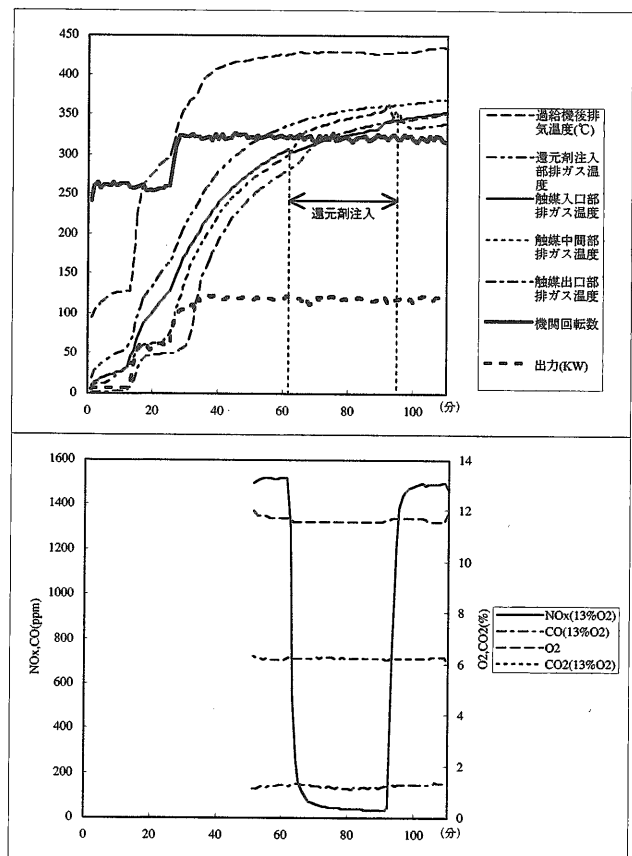 450
400
350
300
250
200
150
100
50
0
0
20
40
60
80
100
(分)
還元剤注入
過給機後排
気温度(℃)
還元剤注入
部排ガス温
度
触媒入口部
排ガス温度
触媒中間部
排ガス温度
触媒出口部
排ガス温度
機関回転数
出力(KW)
1600
1400
1200
1000
800
600
400
200
0
NOx,CO(ppm)
14
12
10
8
6
4
2
0
O2,CO2(%)
0
20
40
60
80
100
(分)
NOx(13%O2)
CO(13%O2)
O2
CO2(13%O2)